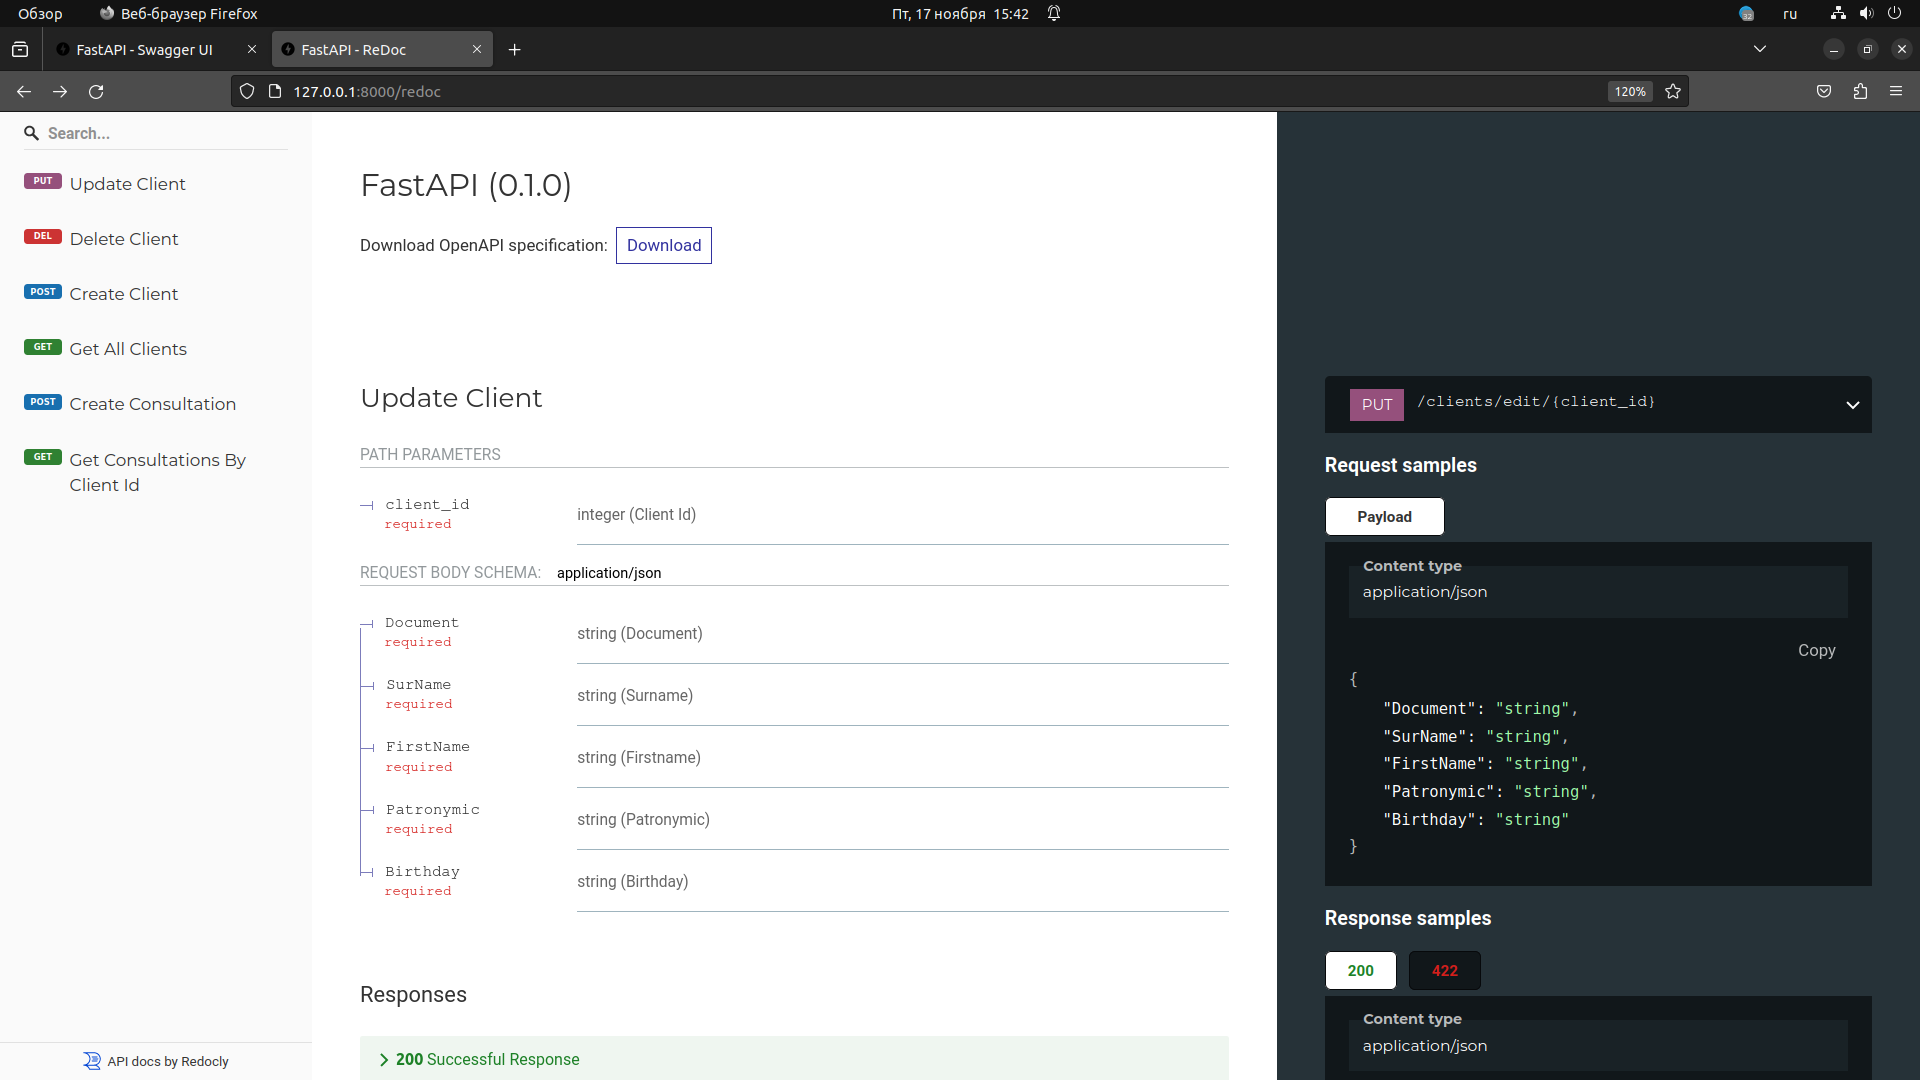 Обзор
Веб-браузер Firefox
Пт, 17 ноября 15:42
32
ru
FastAPI - Swagger UI
FastAPI - ReDoc
127.0.0.1:8000/redoc
120%
Search...
PUT Update Client
DEL Delete Client
POST Create Client
GET Get All Clients
POST Create Consultation
GET Get Consultations By
Client Id
API docs by Redocly
FastAPI (0.1.0)
Download OpenAPI specification: Download
Update Client
PATH PARAMETERS
client_id
required
integer (Client Id)
REQUEST BODY SCHEMA: application/json
Document
required
string (Document)
SurName
required
string (Surname)
FirstName
required
string (Firstname)
Patronymic
required
string (Patronymic)
Birthday
required
string (Birthday)
Responses
200 Successful Response
PUT /clients/edit/{client_id}
Request samples
Payload
Content type
application/json
Copy
{
"Document": "string",
"SurName": "string",
"FirstName": "string",
"Patronymic": "string",
"Birthday": "string"
}
Response samples
200 422
Content type
application/json